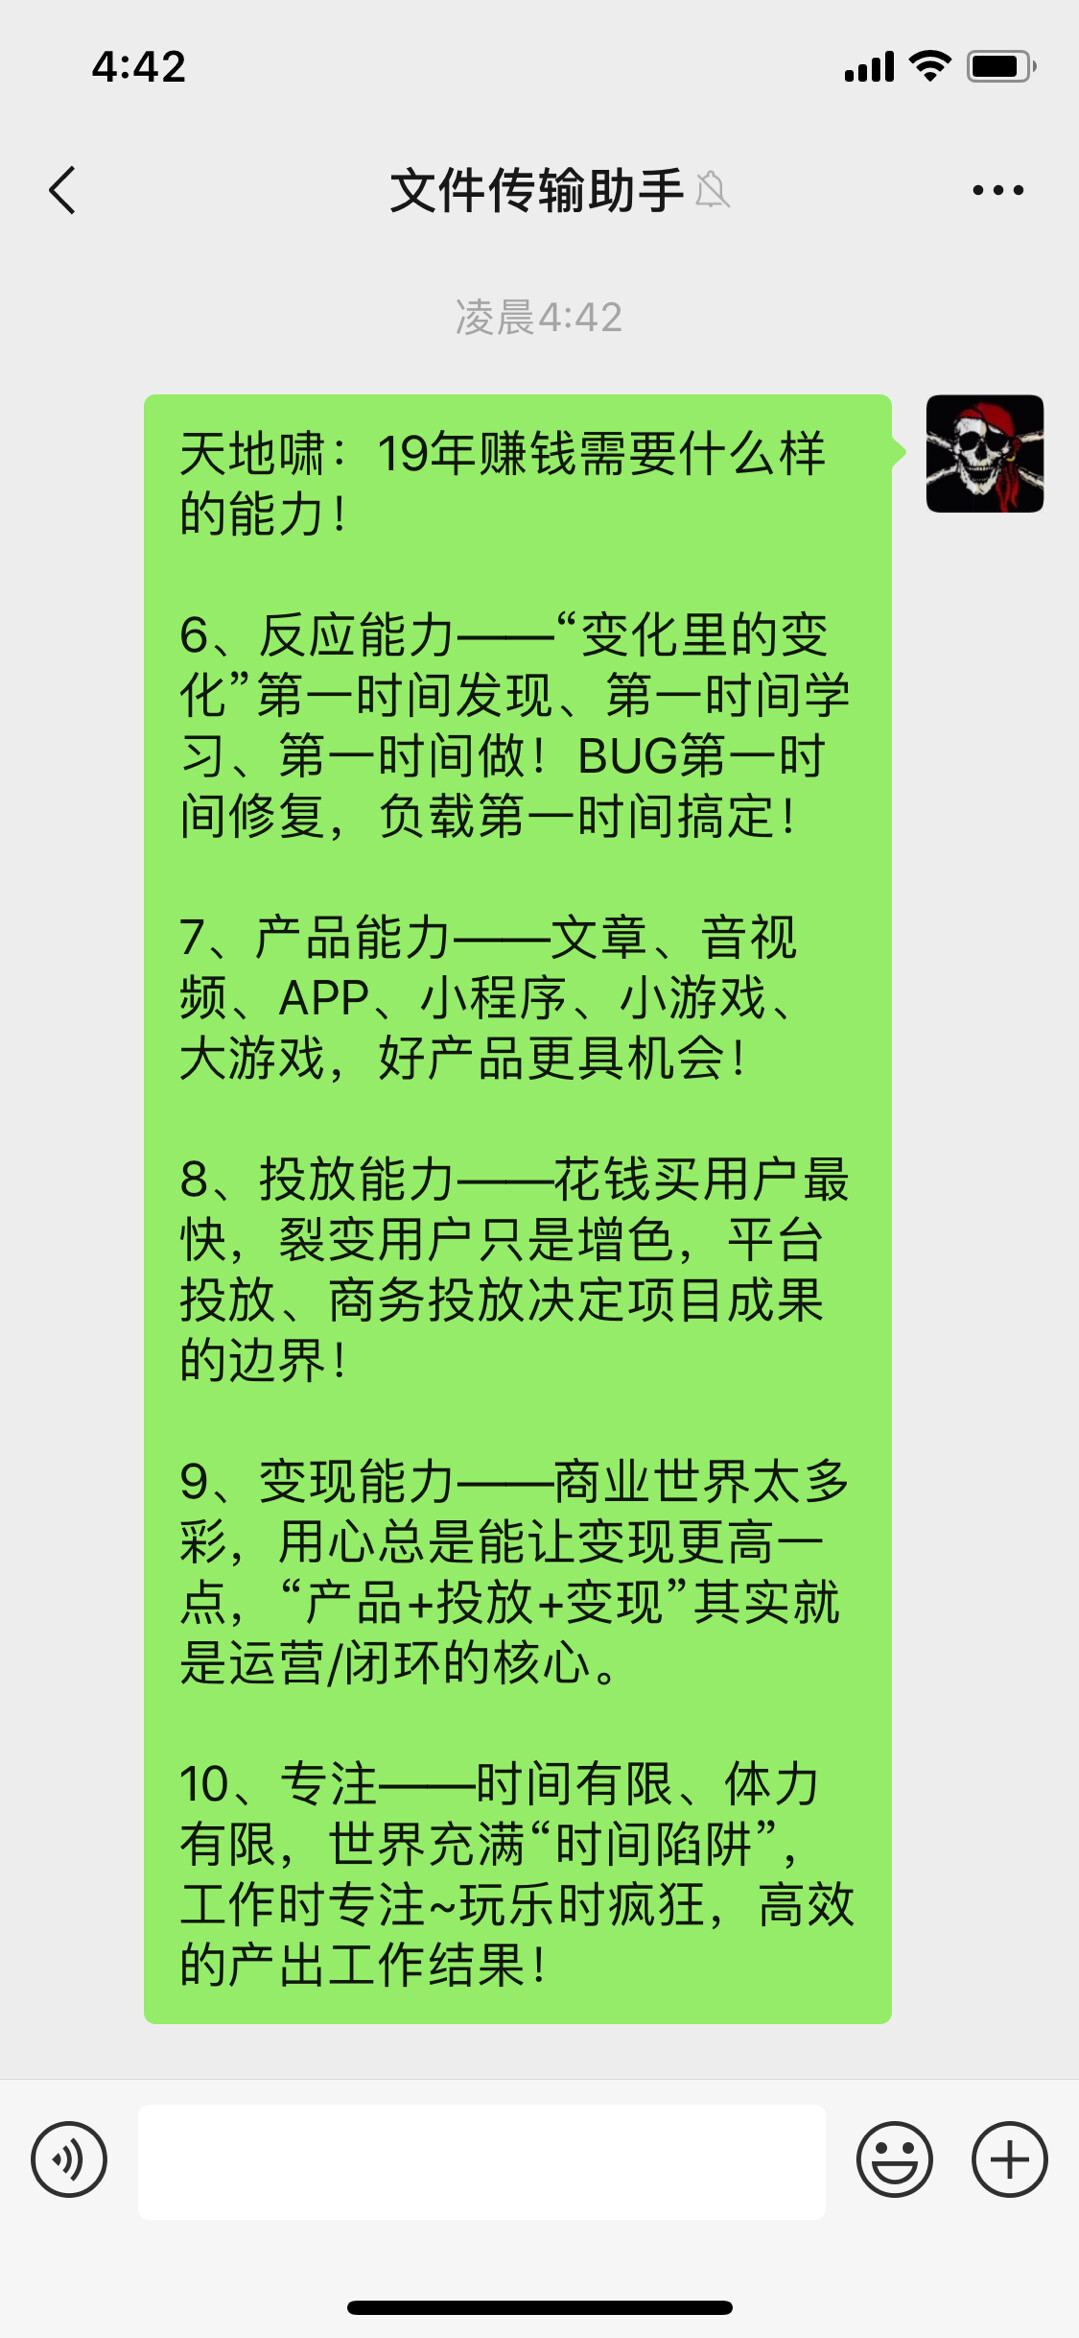 4:42
文件传输助手
凌晨4:42
天地啸：19年赚钱需要什么样
的能力！
6、反应能力——“变化里的变
化”第一时间发现、第一时间学
习、第一时间做！BUG第一时
间修复，负载第一时间搞定！
7、产品能力——文章、音视
频、APP、小程序、小游戏、
大游戏，好产品更具机会！
8、投放能力——花钱买用户最
快，裂变用户只是增色，平台
投放、商务投放决定项目成果
的边界！
9、变现能力——商业世界太多
彩，用心总是能让变现更高一
点，“产品+投放+变现”其实就
是运营/闭环的核心。
10、专注——时间有限、体力
有限，世界充满“时间陷阱”，
工作时专注~玩乐时疯狂，高效
的产出工作结果！